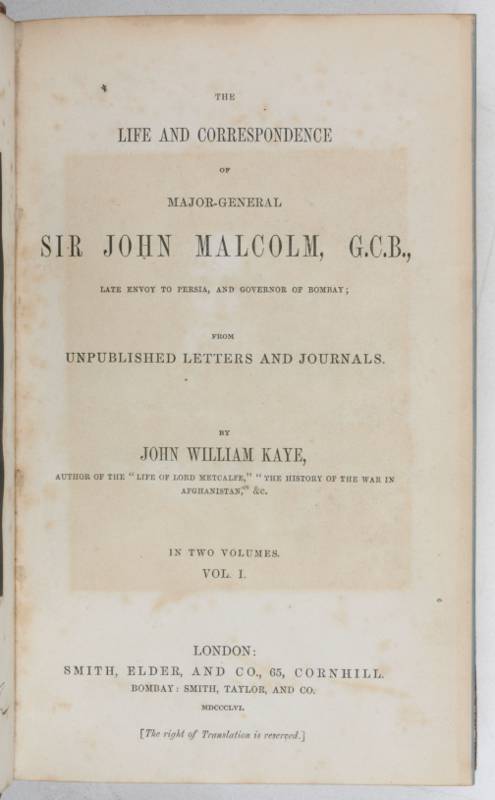 THE
LIFE AND CORRESPONDENCE
OF
MAJOR-GENERAL
SIR JOHN MALCOLM, G.C.B.,
LATE ENVOY TO PERSIA, AND GOVERNOR OF BOMBAY;
FROM
UNPUBLISHED LETTERS AND JOURNALS.
BY
JOHN WILLIAM KAYE,
AUTHOR OF THE "LIFE OF LORD METCALFE," "THE HISTORY OF THE WAR IN
AFGHANISTAN," &C.
IN TWO VOLUMES.
VOL. I.
LONDON:
SMITH, ELDER, AND CO., 65, CORNHILL.
BOMBAY: SMITH, TAYLOR, AND CO.
MDCCCLVI.
[The right of Translation is reserved.]